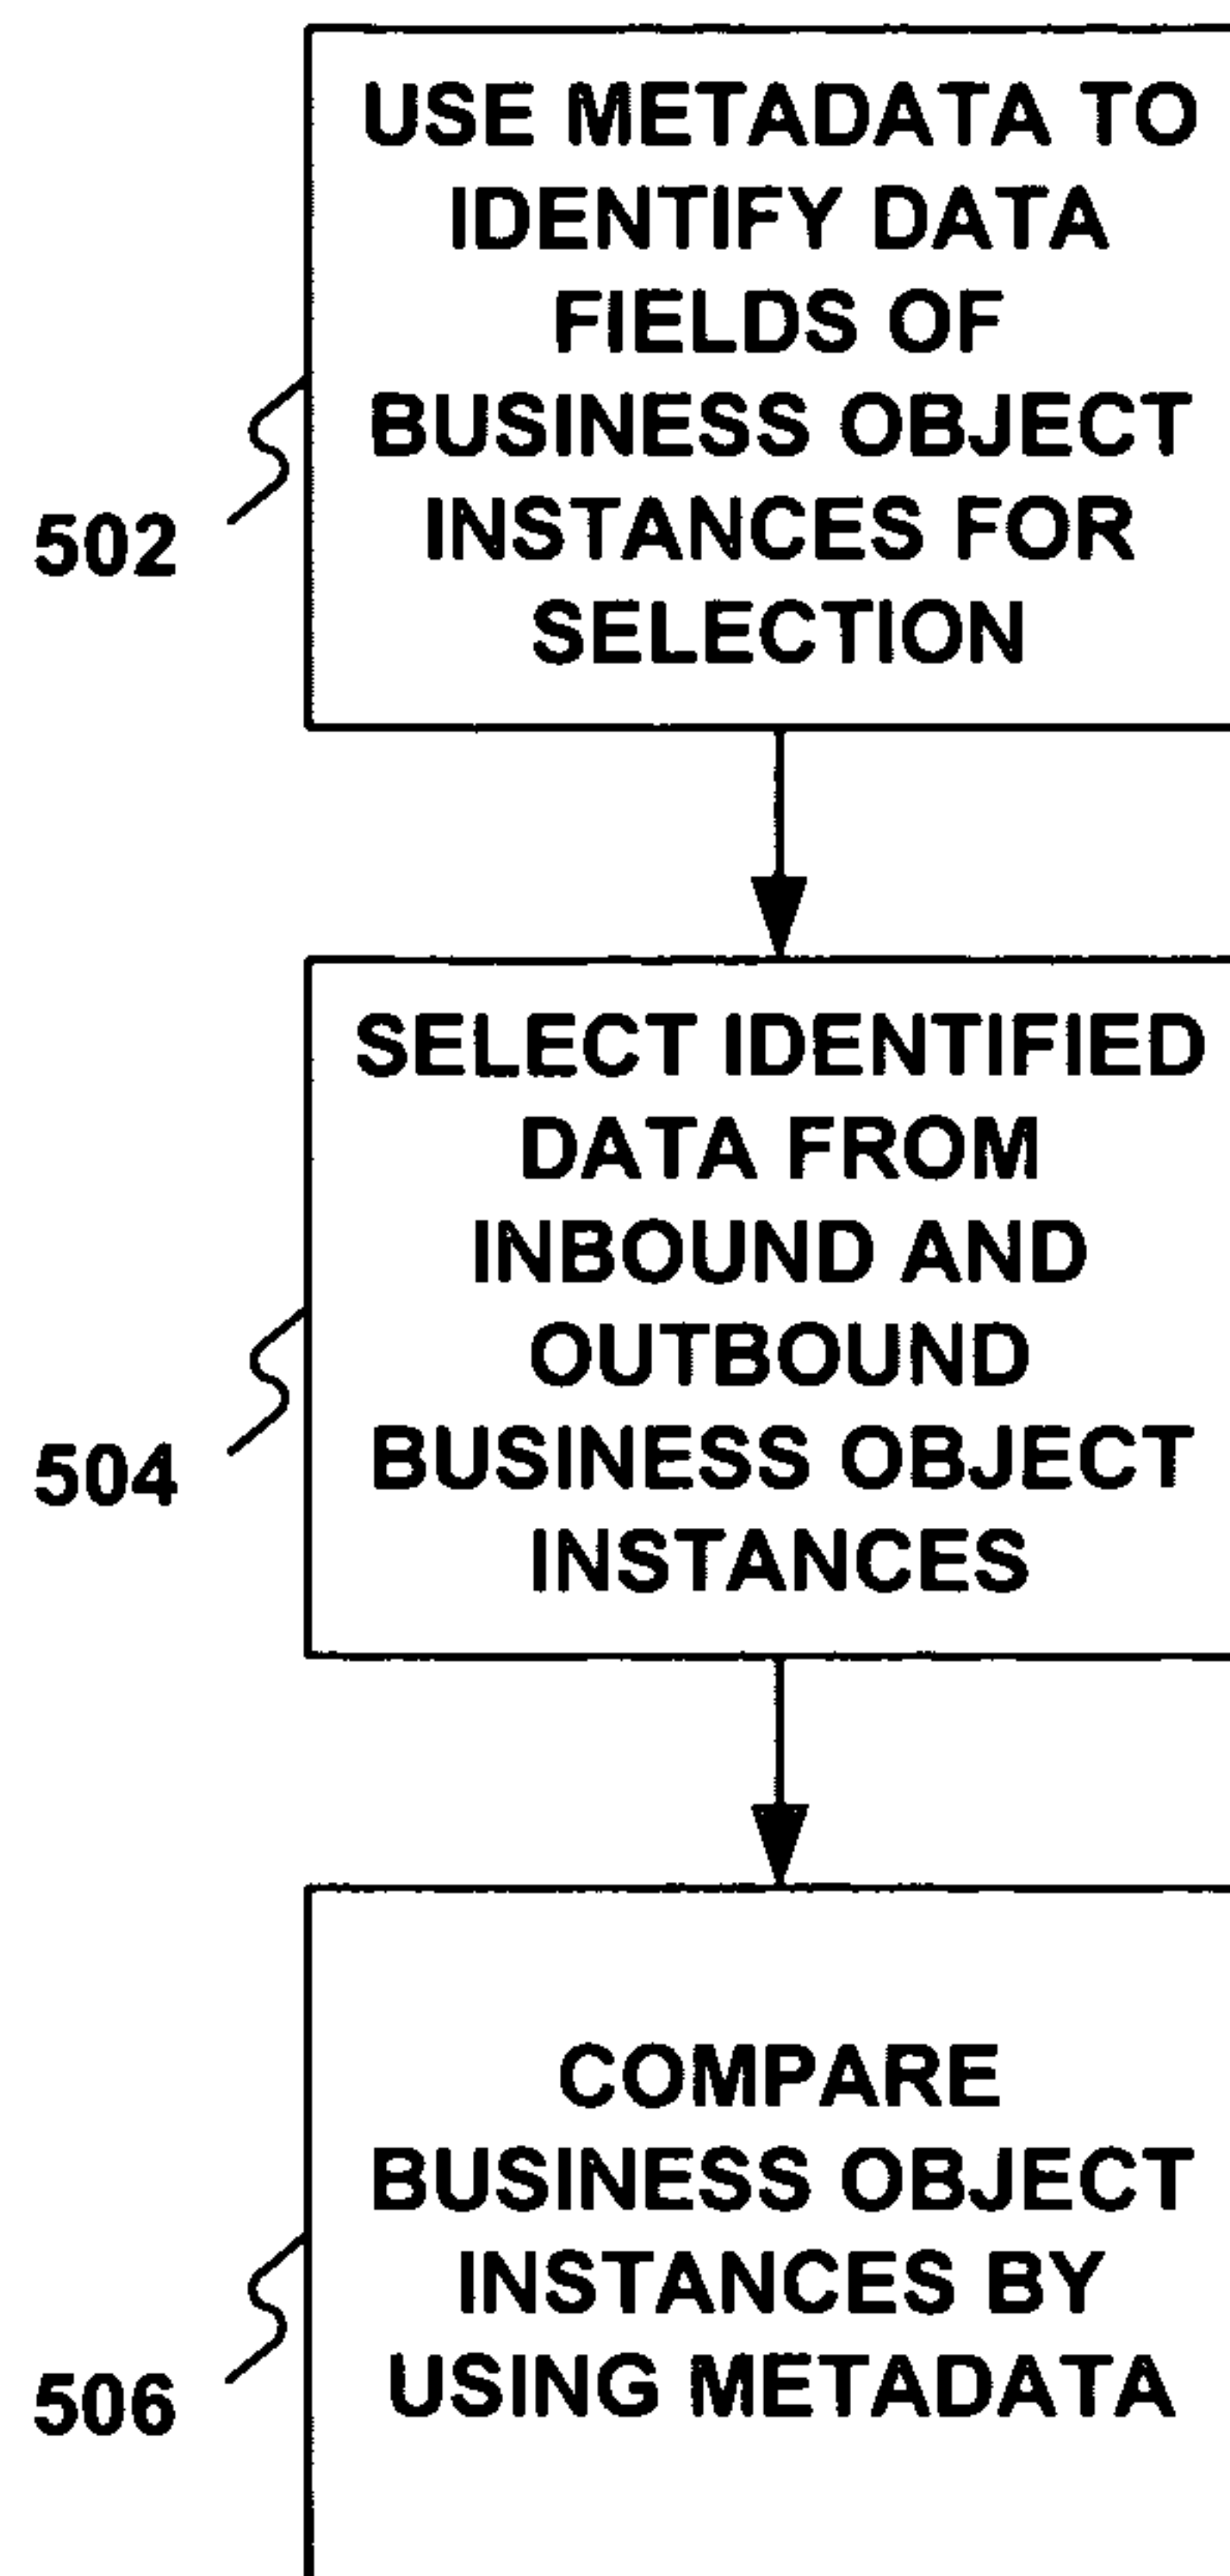 USE METADATA TO
IDENTIFY DATA
FIELDS OF
BUSINESS OBJECT
INSTANCES FOR
SELECTION
502
SELECT IDENTIFIED
DATA FROM
INBOUND AND
OUTBOUND
BUSINESS OBJECT
INSTANCES
504
COMPARE
BUSINESS OBJECT
INSTANCES BY
USING METADATA
506